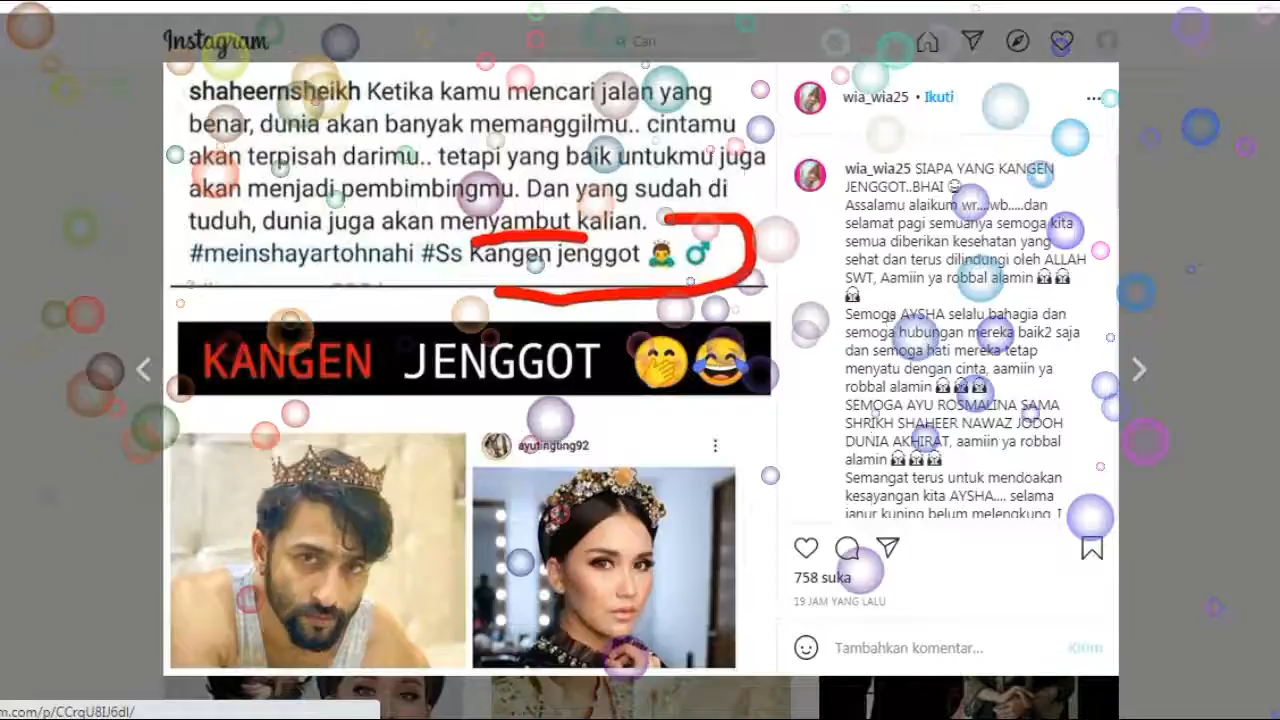 Instagram
Cari
shaheernsheikh Ketika kamu mencari jalan yang
benar, dunia akan banyak memanggilmu.. cintamu
akan terpisah darimu.. tetapi yang baik untukmu juga
akan menjadi pembimbingmu. Dan yang sudah di
tuduh, dunia juga akan menyambut kalian.
#meinshayartohnahi #Ss Kangen jenggot 🙇‍♂️
KANGEN JENGGOT 🤭😂
ayutingting92
wia_wia25 • Ikuti
wia_wia25 SIAPA YANG KANGEN
JENGGOT..BHAI
Assalamu alaikum wr....wb.....dan
selamat pagi semuanya semoga kita
semua diberikan kesehatan yang
sehat dan terus dilindungi oleh ALLAH
SWT, Aamiin ya robbal alamin
Semoga AYSHA selalu bahagia dan
semoga hubungan mereka baik2 saja
dan semoga hati mereka tetap
menyatu dengan cinta, aamiin ya
robbal alamin
SEMOGA AYU ROSMALINA SAMA
SHRIKH SHAHEER NAWAZ JODOH
DUNIA AKHIRAT, aamiin ya robbal
alamin
Semangat terus untuk mendoakan
kesayangan kita AYSHA.... selama
janur kuning belum melengkung, I
758 suka
19 JAM YANG LALU
Tambahkan komentar...
Kirim
m.com/p/CCrqU8IJ6dI/